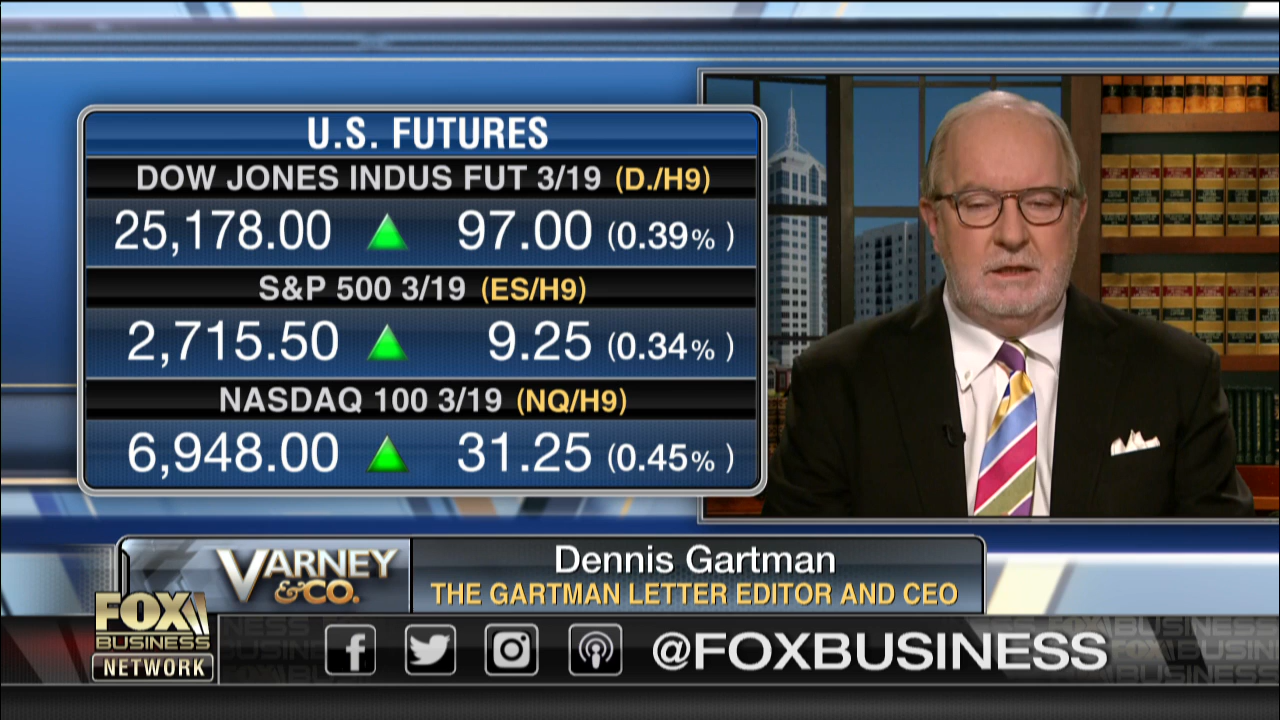 U.S. FUTURES
DOW JONES INDUS FUT 3/19 (D./H9)
25,178.00 ▲ 97.00 (0.39% )
S&P 500 3/19 (ES/H9)
2,715.50 ▲ 9.25 (0.34% )
NASDAQ 100 3/19 (NQ/H9)
6,948.00 ▲ 31.25 (0.45% )
VARNEY
&CO.
Dennis Gartman
THE GARTMAN LETTER EDITOR AND CEO
FOX
BUSINESS
NETWORK
@FOXBUSINESS